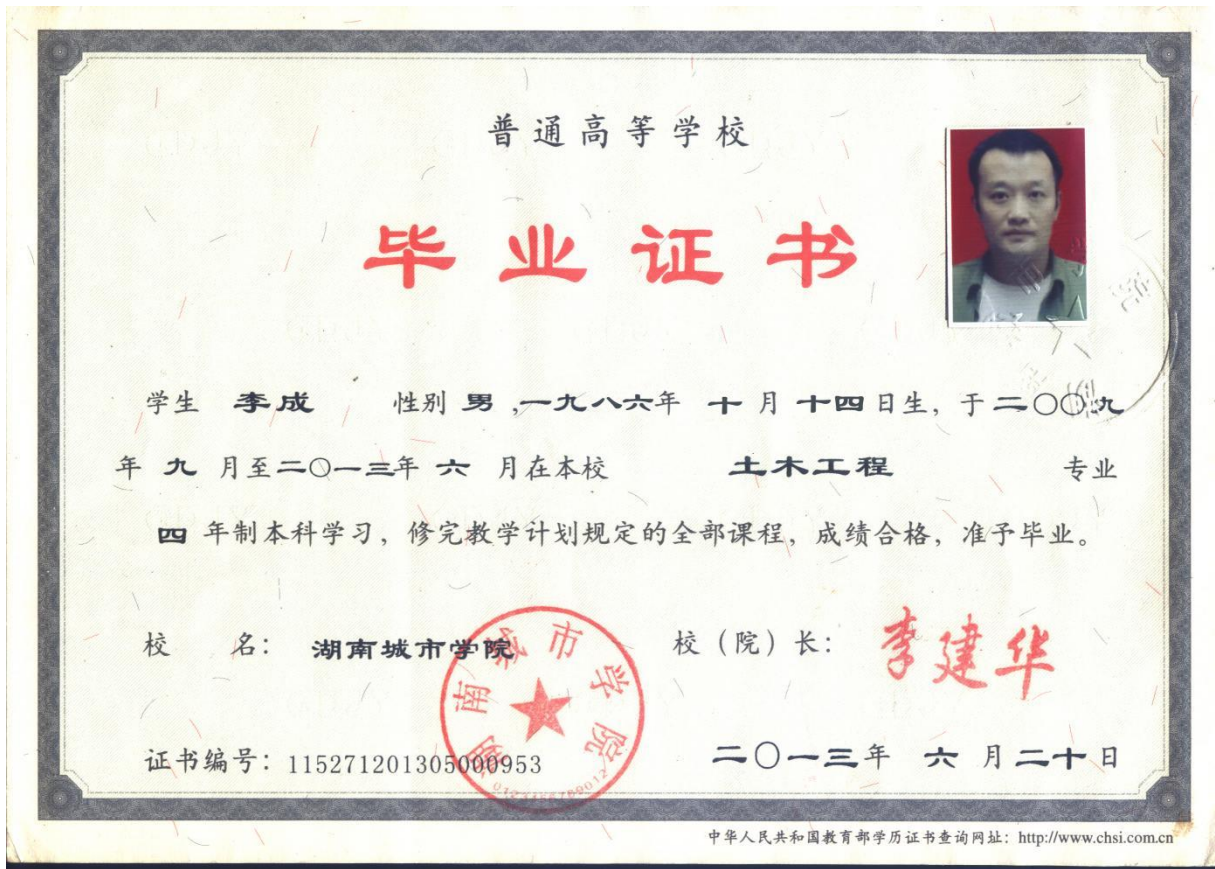 普通高等学校
毕业证书
学生 李成 性别 男 ,一九八六年 十月十四日生, 于二〇〇九
年 九 月至二〇一三年 六 月在本校 土木工程 专业
四 年制本科学习, 修完教学计划规定的全部课程, 成绩合格, 准予毕业。
校 名: 湖南城市学院
校（院）长: 李建华
湖南城市学院
0123456789012
证书编号: 115271201305000953
二〇一三年 六 月二十日
中华人民共和国教育部学历证书查询网址: http://www.chsi.com.cn